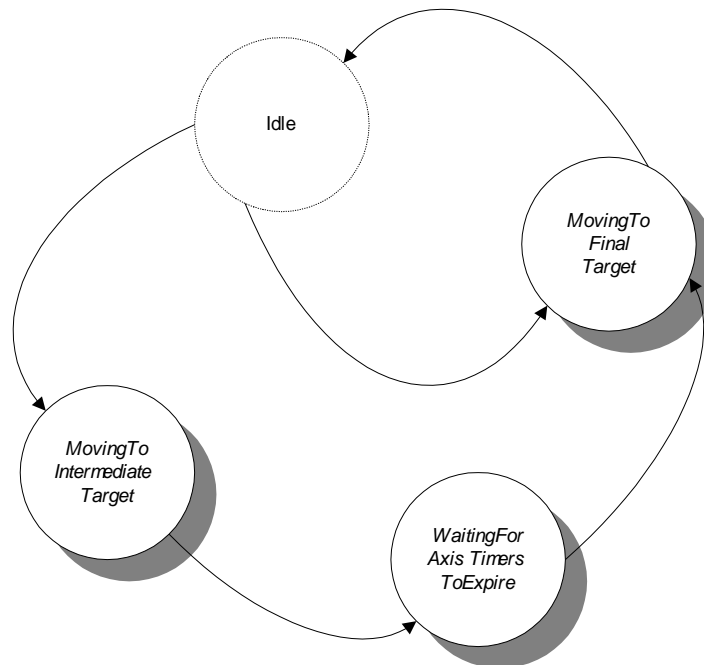 Idle
MovingTo
Final
Target
MovingTo
Intermediate
Target
WaitingFor
Axis Timers
ToExpire